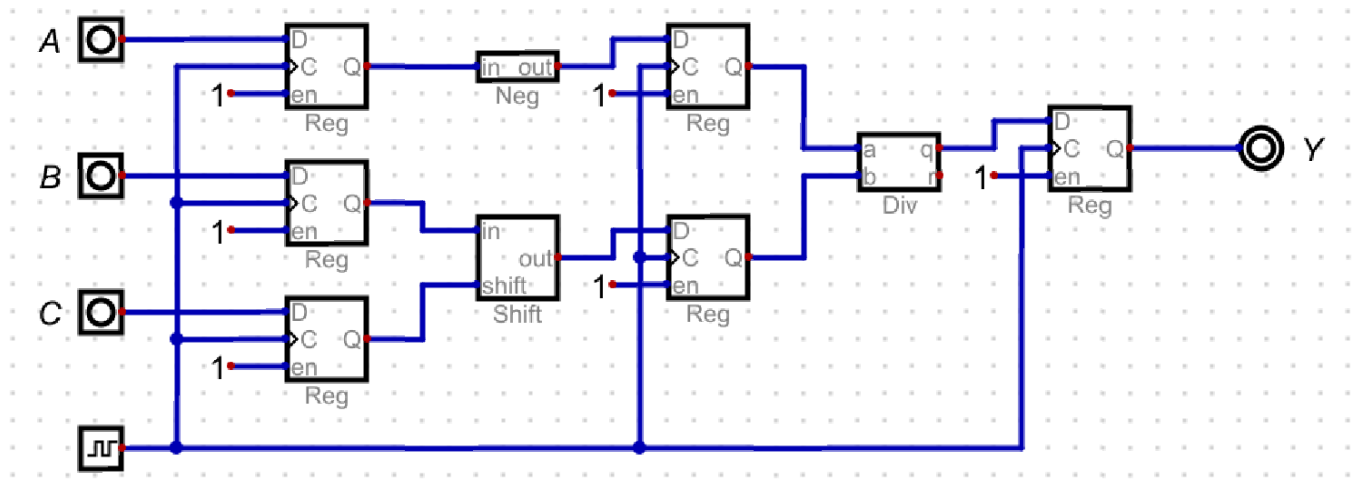 A
D
C Q
1 en
Reg
in out
Neg
D
C Q
1 en
Reg
a q
b r
Div
D
C Q
1 en
Reg
Y
B
D
C Q
1 en
Reg
in
out
shift
Shift
D
C Q
1 en
Reg
C
D
C Q
1 en
Reg